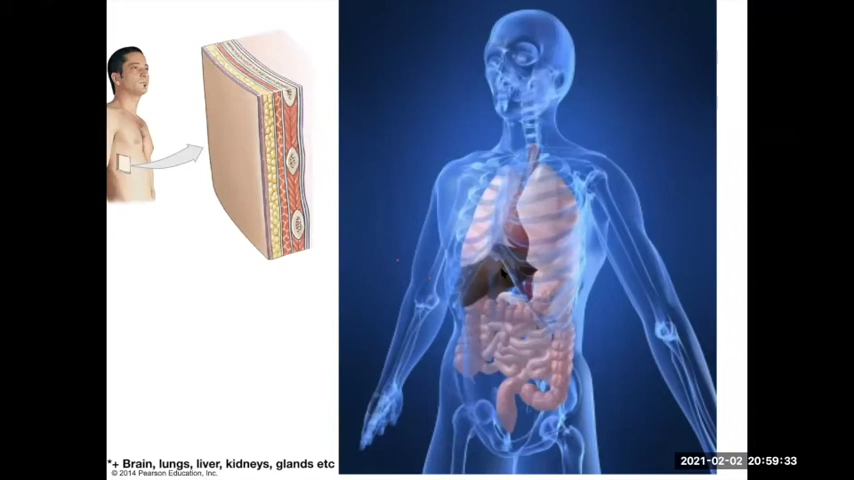 *+ Brain, lungs, liver, kidneys, glands etc
© 2014 Pearson Education, Inc.
2021-02-02 20:59:33